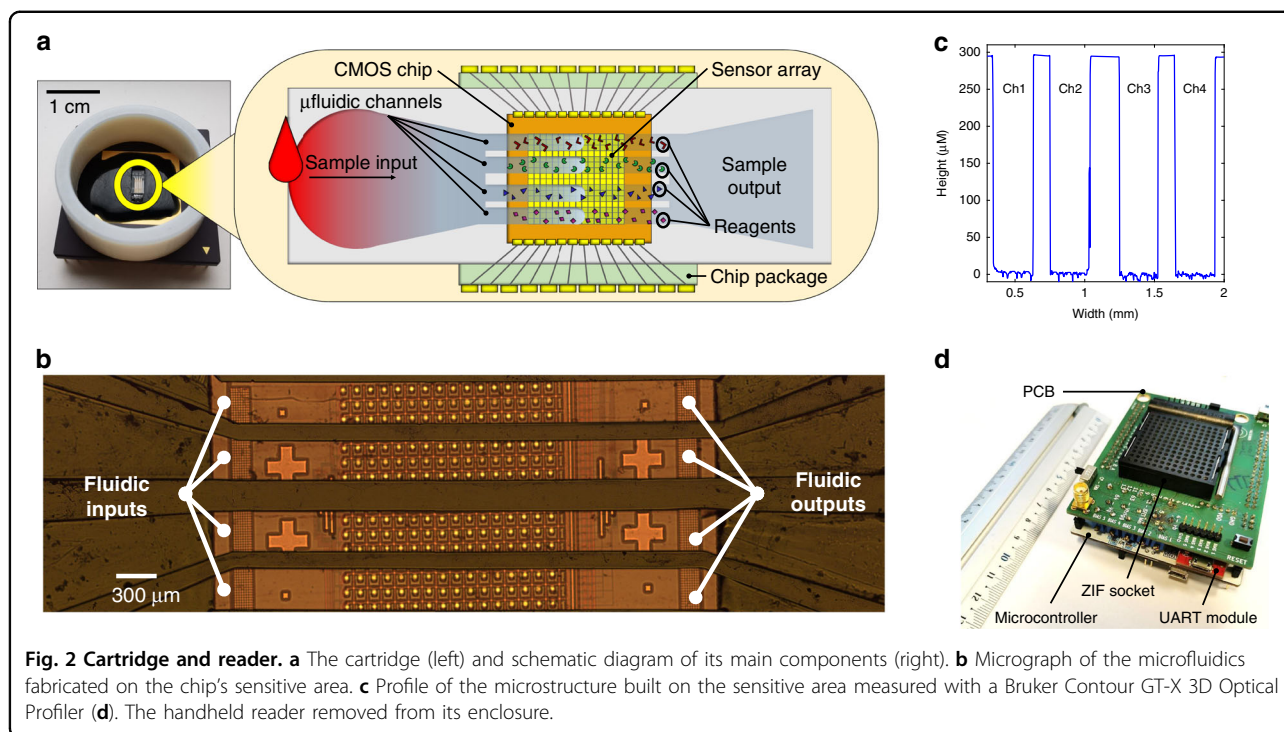 a
1 cm
CMOS chip
Sensor array
μfluidic channels
Sample input
Sample
output
Reagents
Chip package
c
300
250
200
150
100
50
0
Height (μM)
Ch1
Ch2
Ch3
Ch4
0.5
1
1.5
2
Width (mm)
b
Fluidic
inputs
Fluidic
outputs
300 μm
d
PCB
RESET
ZIF socket
Microcontroller
UART module
Fig. 2 Cartridge and reader. a The cartridge (left) and schematic diagram of its main components (right). b Micrograph of the microfluidics
fabricated on the chip's sensitive area. c Profile of the microstructure built on the sensitive area measured with a Bruker Contour GT-X 3D Optical
Profiler (d). The handheld reader removed from its enclosure.